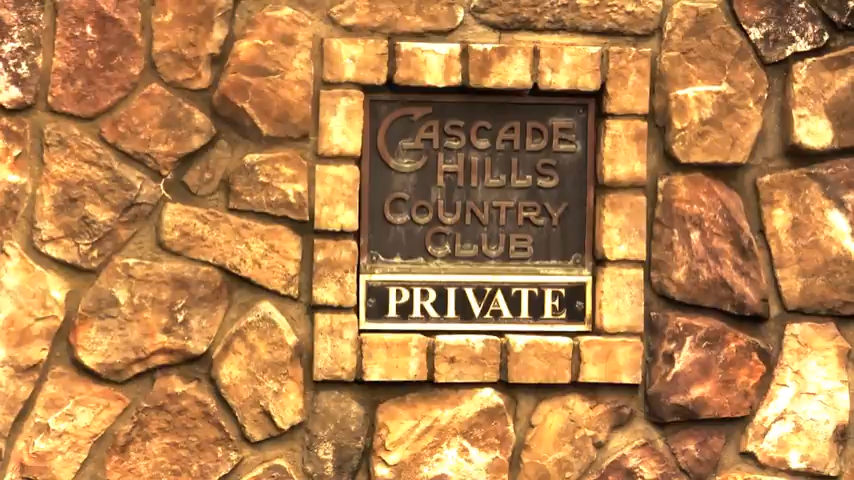 CASCADE
HILLS
COUNTRY
CLUB
PRIVATE